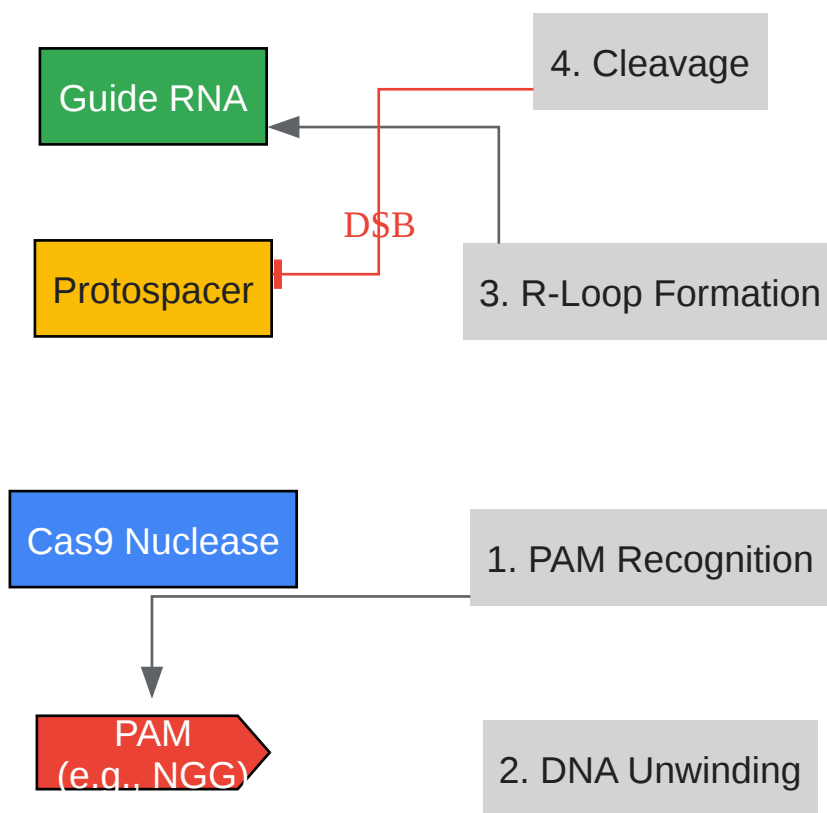 4. Cleavage
Guide RNA
DSB
Protospacer
3. R-Loop Formation
Cas9 Nuclease
1. PAM Recognition
PAM
(e.g., NGG)
2. DNA Unwinding